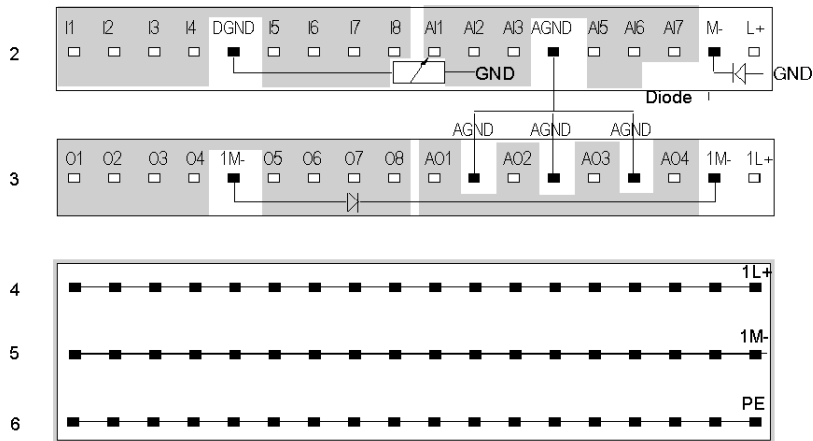 I1 I2 I3 I4 DGND I5 I6 I7 I8 AI1 AI2 AI3 AGND AI5 AI6 AI7 M- L+
2
GND GND
Diode
AGND AGND AGND
O1 O2 O3 O4 1M- O5 O6 O7 O8 AO1 AO2 AO3 AO4 1M- 1L+
3
1L+
4
1M-
5
PE
6